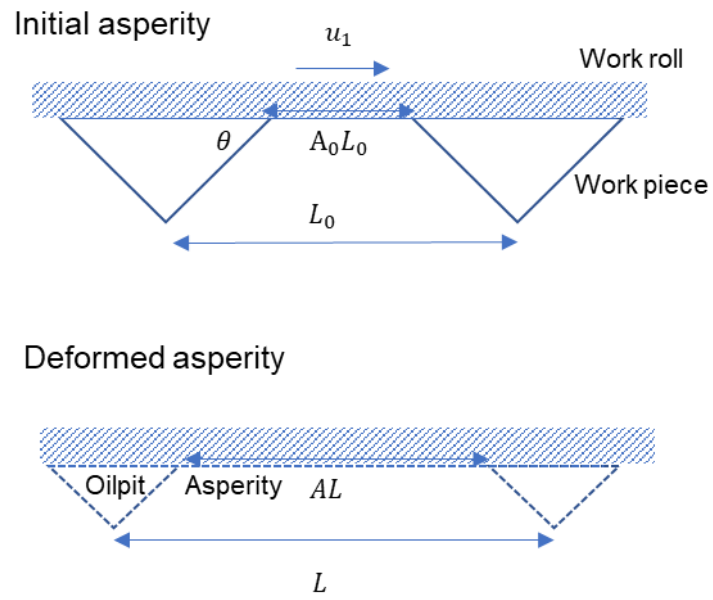 Initial asperity
u₁
Work roll
θ
A₀L₀
Work piece
L₀
Deformed asperity
Oilpit
Asperity
AL
L